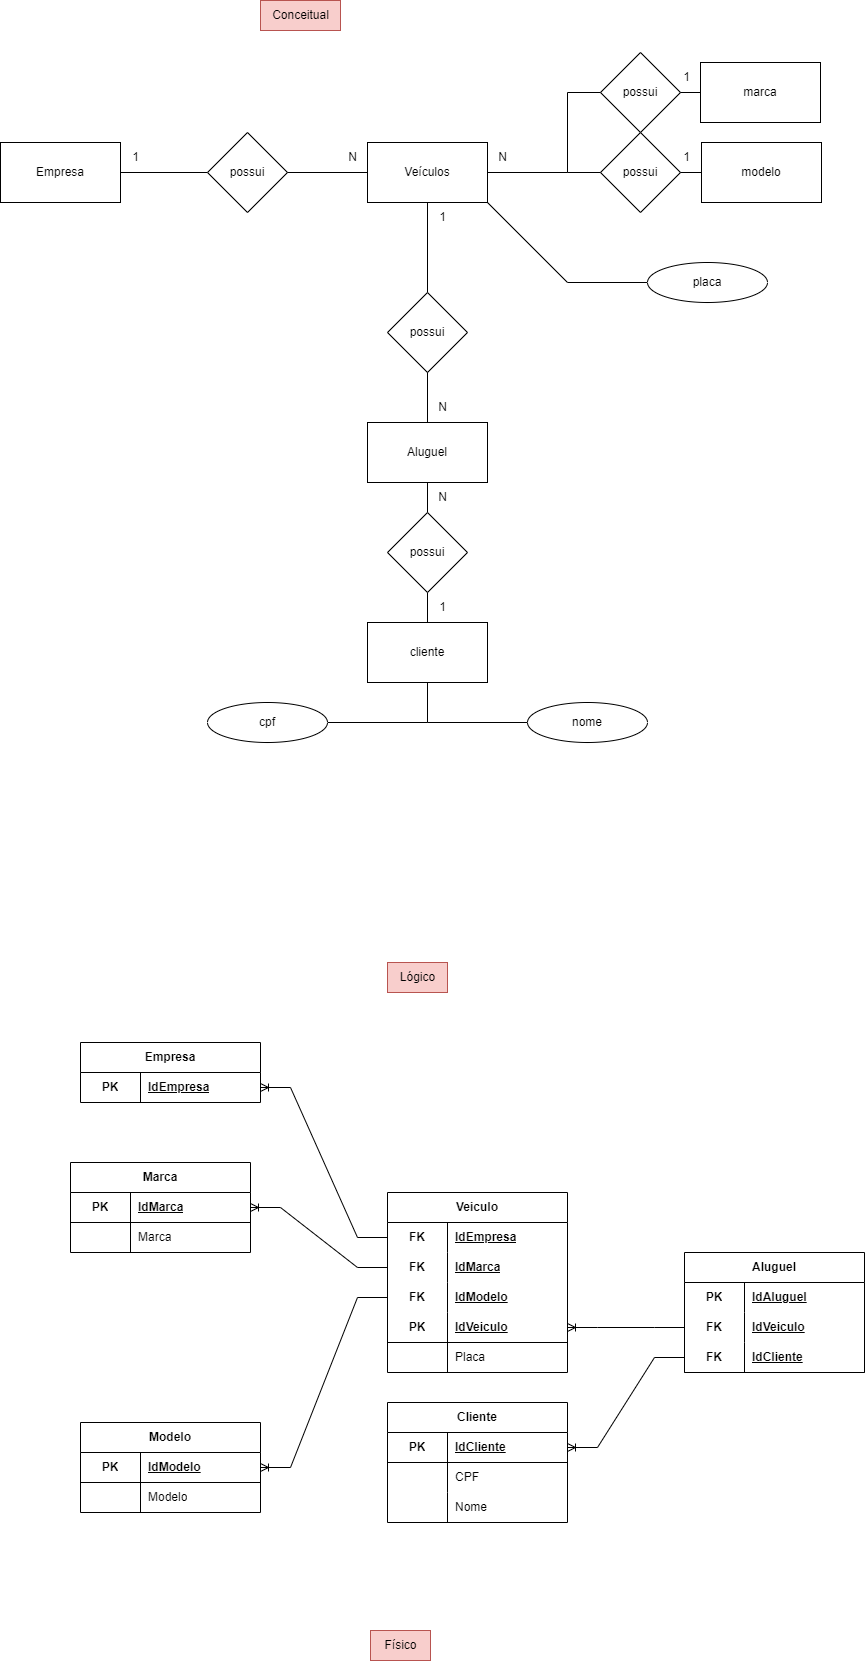 Conceitual
possui
1
marca
Empresa
1
possui
N
Veículos
N
possui
1
modelo
1
placa
possui
N
Aluguel
N
possui
1
cliente
cpf
nome
Lógico
Empresa
PK IdEmpresa
Marca
PK IdMarca
Marca
Veiculo
FK IdEmpresa
FK IdMarca
FK IdModelo
PK IdVeiculo
Placa
Aluguel
PK IdAluguel
FK IdVeiculo
FK IdCliente
Modelo
PK IdModelo
Modelo
Cliente
PK IdCliente
CPF
Nome
Físico